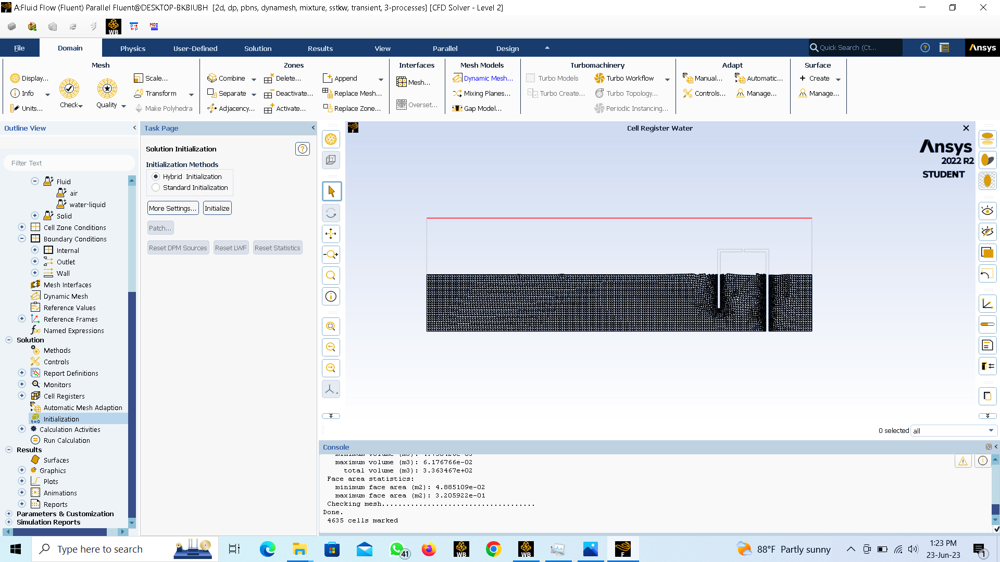 A:Fluid Flow (Fluent) Parallel Fluent@DESKTOP-BKBIUBH [2d, dp, pbns, dynamesh, mixture, sstkw, transient, 3-processes] [CFD Solver - Level 2]
WB
File Domain Physics User-Defined Solution Results View Parallel Design
Quick Search (Ct...
Ansys
Mesh
Display...
Info
Units...
Check
Quality
Scale...
Transform
Make Polyhedra
Zones
Combine
Separate
Adjacency...
Delete...
Deactivate...
Activate...
Append
Replace Mesh...
Replace Zone...
Interfaces
Mesh...
Overset...
Mesh Models
Dynamic Mesh...
Mixing Planes...
Gap Model...
Turbomachinery
Turbo Models
Turbo Create...
Turbo Workflow
Turbo Topology...
Periodic Instancing...
Adapt
Manual...
Controls...
Automatic...
Manage...
Surface
+ Create
Manage...
Outline View
Filter Text
Fluid
air
water-liquid
Solid
Cell Zone Conditions
Boundary Conditions
Internal
Outlet
Wall
Mesh Interfaces
Dynamic Mesh
Reference Values
Reference Frames
Named Expressions
Solution
Methods
Controls
Report Definitions
Monitors
Cell Registers
Automatic Mesh Adaption
t=0 Initialization
Calculation Activities
Run Calculation
Results
Surfaces
Graphics
Plots
Animations
Reports
Parameters & Customization
Simulation Reports
Task Page
Solution Initialization
Initialization Methods
Hybrid Initialization
Standard Initialization
More Settings... Initialize
Patch...
Reset DPM Sources Reset LWF Reset Statistics
Cell Register Water
Ansys
2022 R2
STUDENT
0 selected all
Console
maximum volume (m3): 6.176766e-02
total volume (m3): 3.363467e+02
Face area statistics:
minimum face area (m2): 4.885109e-02
maximum face area (m2): 3.205922e-01
Checking mesh.....................................
Done.
4635 cells marked
Type here to search
41
WB
WB
F
88°F Partly sunny
1:23 PM
23-Jun-23
1